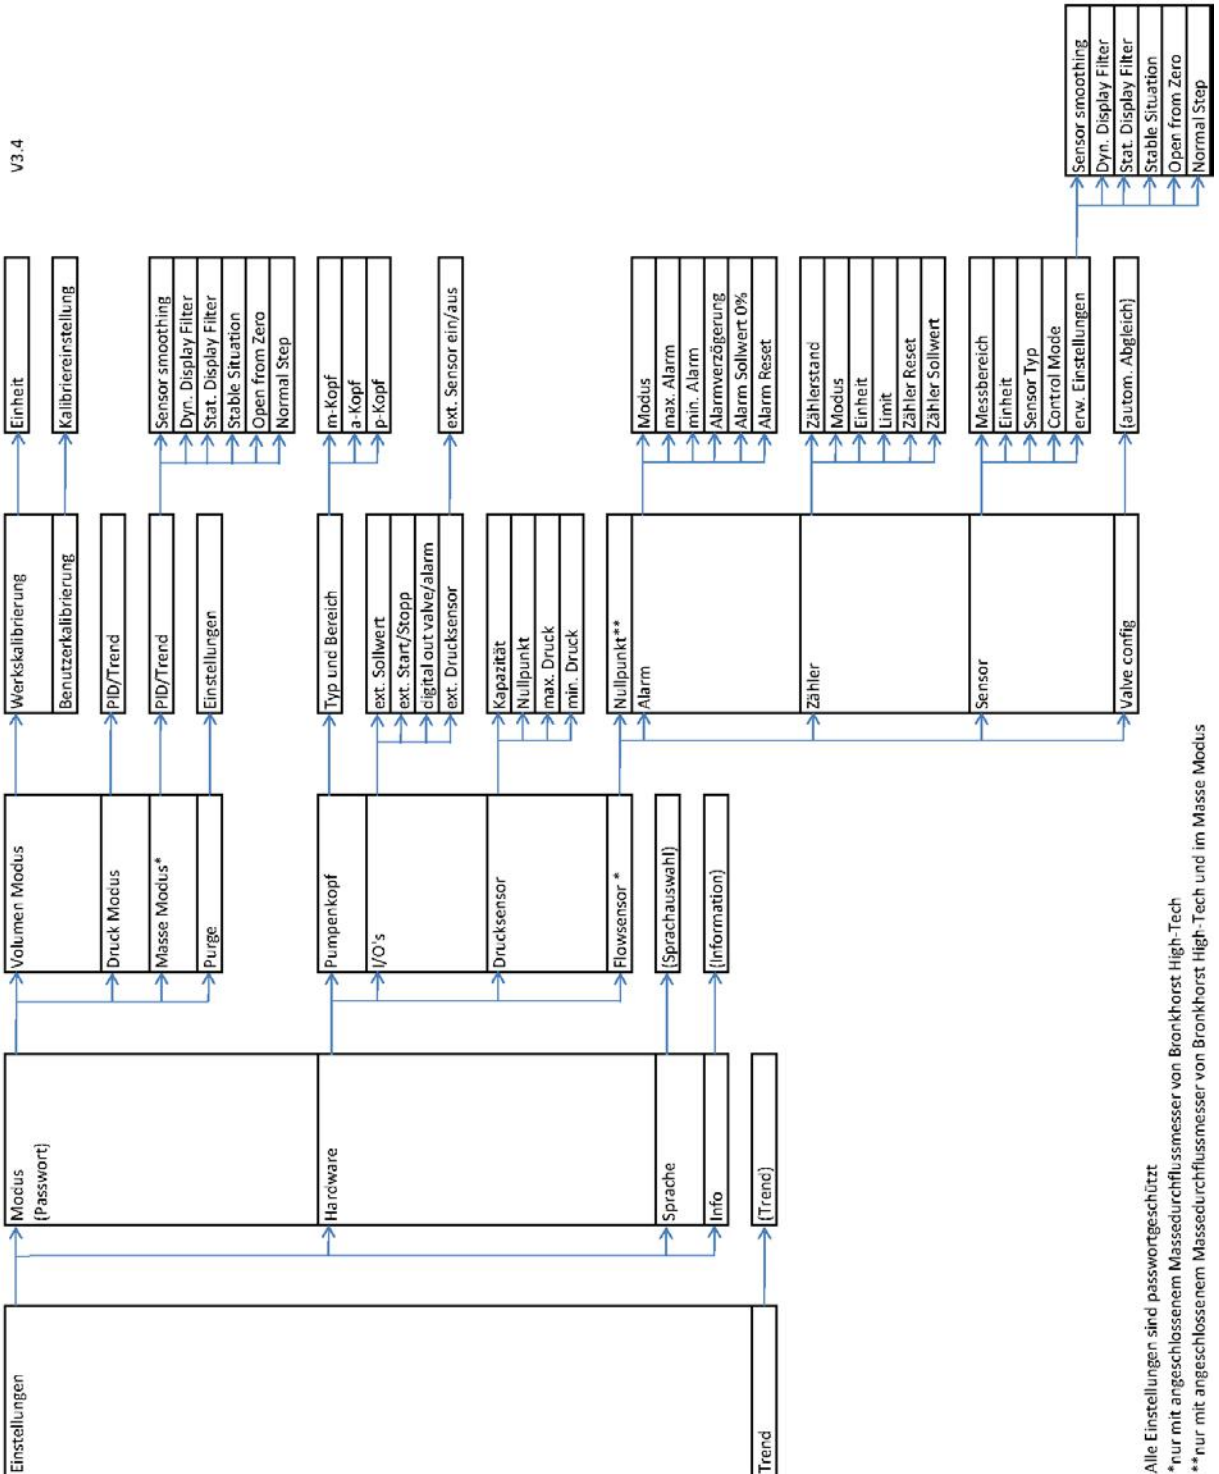 V3.4
Einstellungen
Trend
Modus
(Passwort)
Hardware
Sprache
Info
(Trend)
Volumen Modus
Druck Modus
Masse Modus*
Purge
Pumpenkopf
I/O's
Drucksensor
Flowsensor *
(Sprachauswahl)
(Information)
Werkskalibrierung
Benutzerkalibrierung
PID/Trend
PID/Trend
Einstellungen
Typ und Bereich
ext. Sollwert
ext. Start/Stopp
digital out valve/alarm
ext. Drucksensor
Kapazität
Nullpunkt
max. Druck
min. Druck
Nullpunkt**
Alarm
Zähler
Sensor
Valve config
Einheit
Kalibriereinstellung
Sensor smoothing
Dyn. Display Filter
Stat. Display Filter
Stable Situation
Open from Zero
Normal Step
m-Kopf
a-Kopf
p-Kopf
ext. Sensor ein/aus
Modus
max. Alarm
min. Alarm
Alarmverzögerung
Alarm Sollwert 0%
Alarm Reset
Zählerstand
Modus
Einheit
Limit
Zähler Reset
Zähler Sollwert
Messbereich
Einheit
Sensor Typ
Control Mode
erw. Einstellungen
(autom. Abgleich)
Sensor smoothing
Dyn. Display Filter
Stat. Display Filter
Stable Situation
Open from Zero
Normal Step
Alle Einstellungen sind passwortgeschützt
*nur mit angeschlossenem Massedurchflussmesser von Bronkhorst High-Tech
**nur mit angeschlossenem Massedurchflussmesser von Bronkhorst High-Tech und im Masse Modus